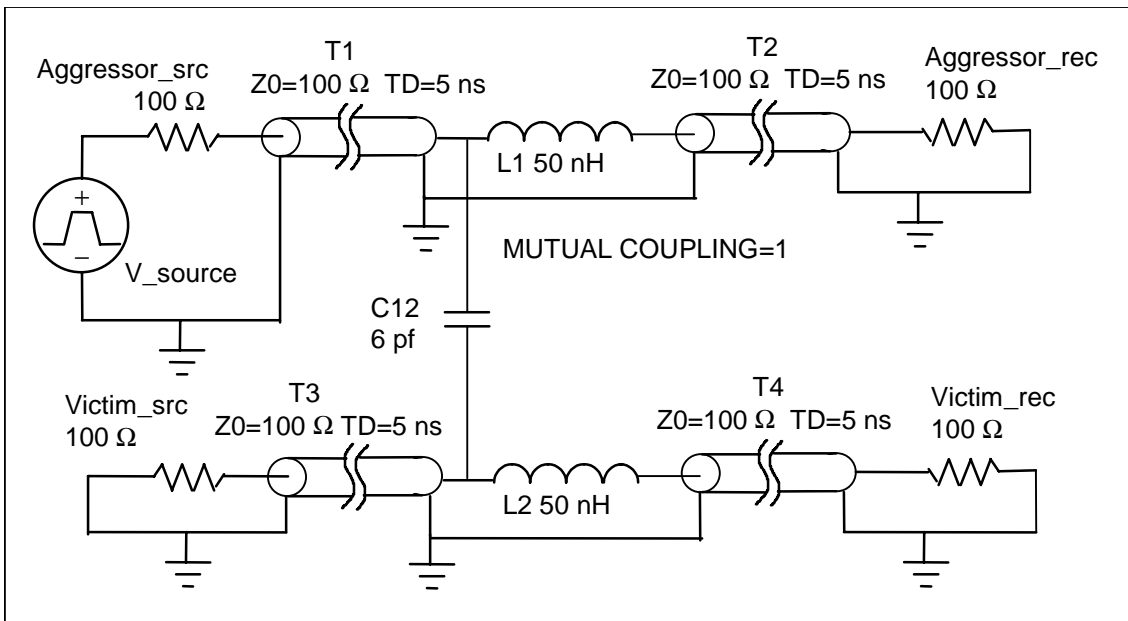 T1
Z0=100 Ω TD=5 ns
T2
Z0=100 Ω TD=5 ns
Aggressor_src
100 Ω
Aggressor_rec
100 Ω
L1 50 nH
+
−
V_source
MUTUAL COUPLING=1
C12
6 pf
T3
Z0=100 Ω TD=5 ns
T4
Z0=100 Ω TD=5 ns
Victim_src
100 Ω
Victim_rec
100 Ω
L2 50 nH